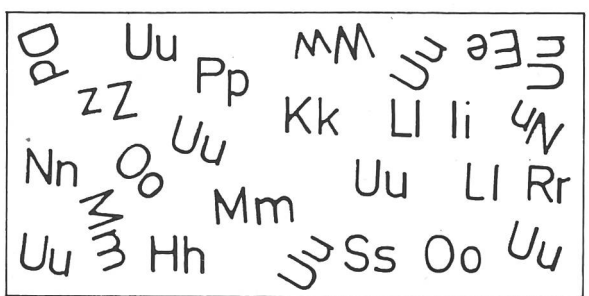 Dd Uu Ww Uu Ee Uu
Zz Pp
Kk Ll Ii Nn
Uu
Nn Oo Uu Ll Rr
Mm Mm
Uu Hh Uu Ss Oo Uu